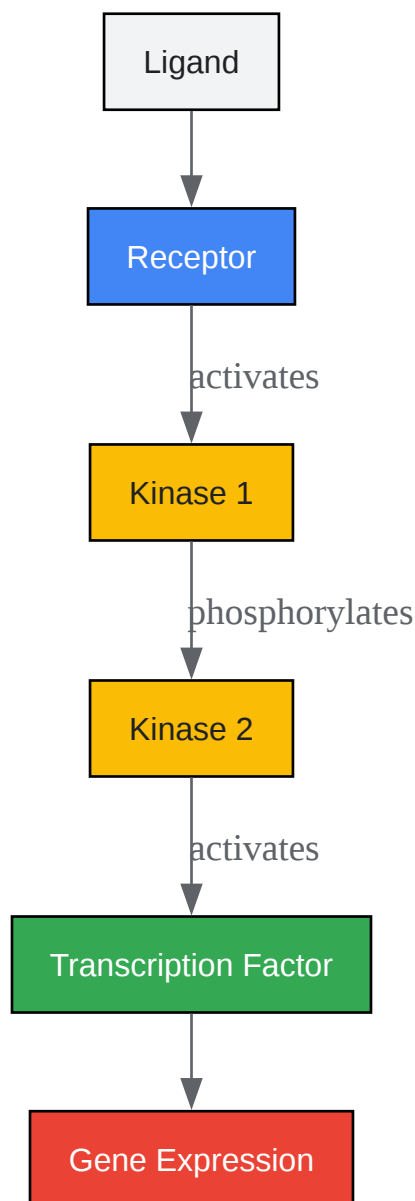 Ligand
Receptor
activates
Kinase 1
phosphorylates
Kinase 2
activates
Transcription Factor
Gene Expression